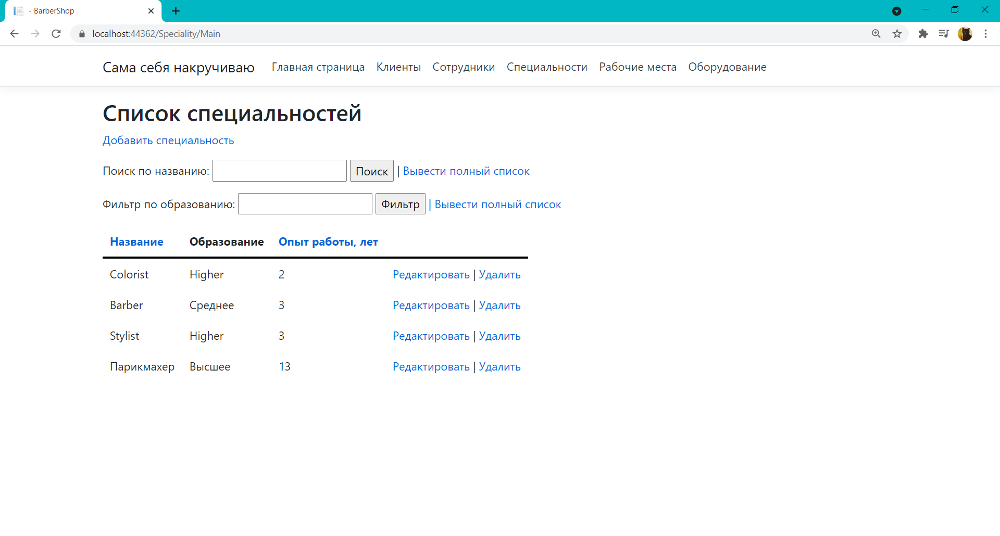 - BarberShop
localhost:44362/Speciality/Main
Сама себя накручиваю Главная страница Клиенты Сотрудники Специальности Рабочие места Оборудование
Список специальностей
Добавить специальность
Поиск по названию: Поиск | Вывести полный список
Фильтр по образованию: Фильтр | Вывести полный список
Название Образование Опыт работы, лет
Colorist Higher 2 Редактировать | Удалить
Barber Среднее 3 Редактировать | Удалить
Stylist Higher 3 Редактировать | Удалить
Парикмахер Высшее 13 Редактировать | Удалить